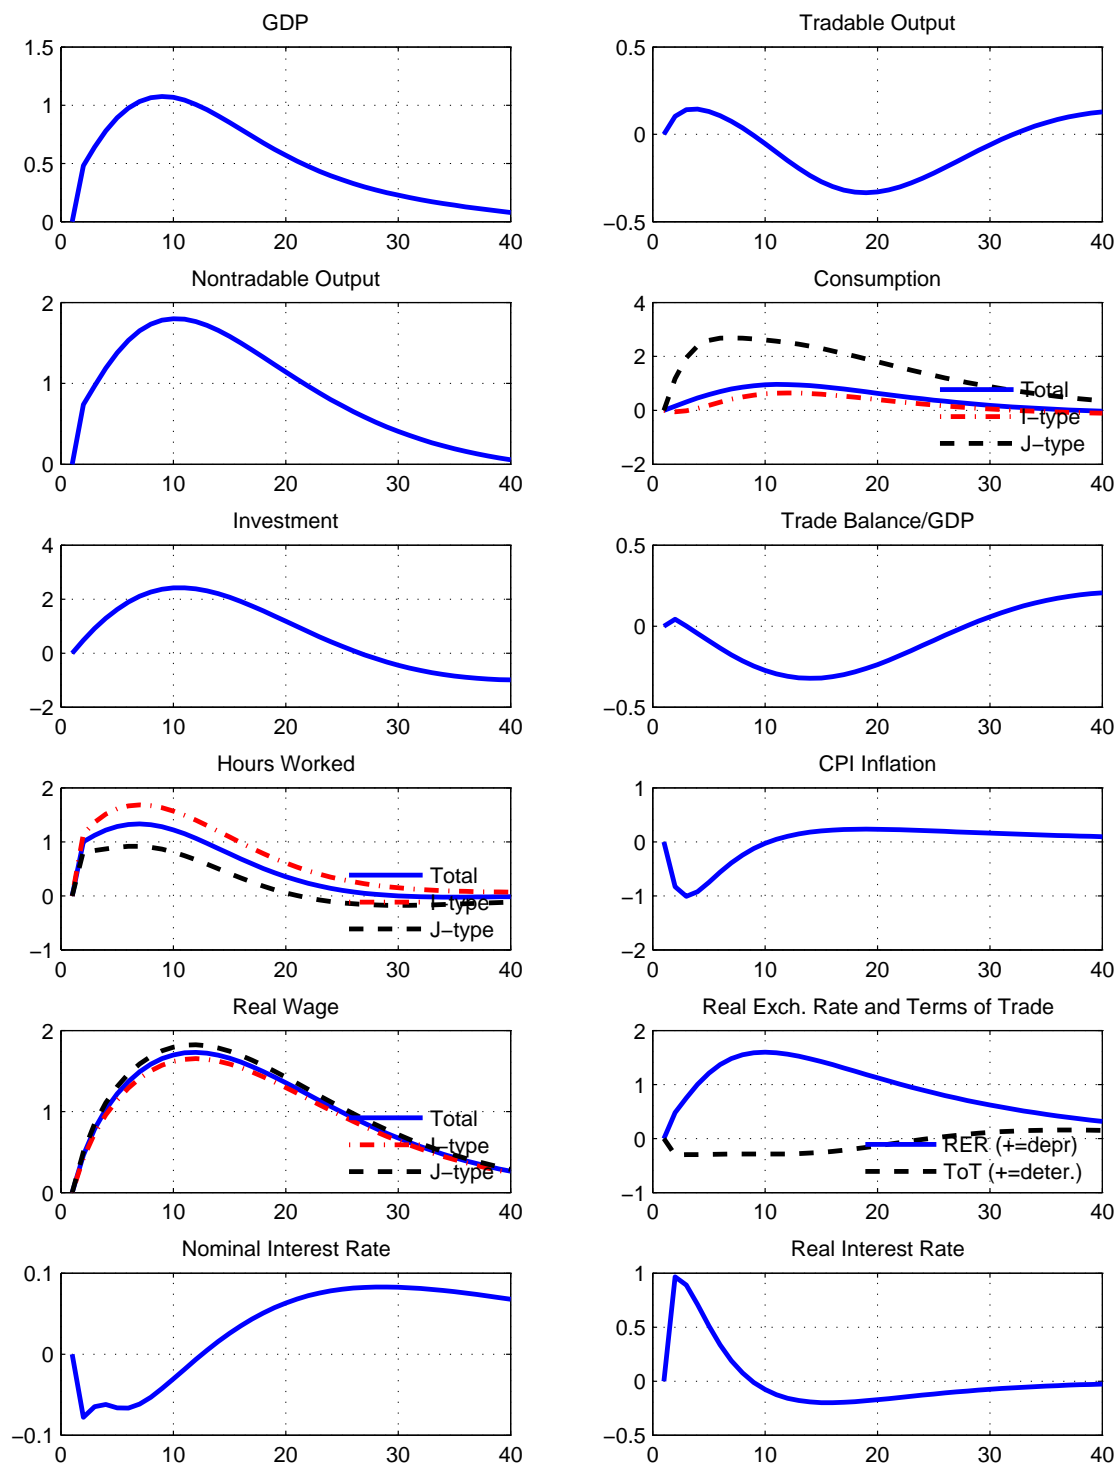 GDP
1.5
1
0.5
0
0 10 20 30 40
Tradable Output
0.5
0
−0.5
0 10 20 30 40
Nontradable Output
2
1
0
0 10 20 30 40
Consumption
4
2
0
−2
Total
I−type
J−type
0 10 20 30 40
Investment
4
2
0
−2
0 10 20 30 40
Trade Balance/GDP
0.5
0
−0.5
0 10 20 30 40
Hours Worked
2
1
0
−1
Total
I−type
J−type
0 10 20 30 40
CPI Inflation
1
0
−1
−2
0 10 20 30 40
Real Wage
2
1
0
Total
I−type
J−type
0 10 20 30 40
Real Exch. Rate and Terms of Trade
2
1
0
−1
RER (+=depr)
ToT (+=deter.)
0 10 20 30 40
Nominal Interest Rate
0.1
0
−0.1
0 10 20 30 40
Real Interest Rate
1
0.5
0
−0.5
0 10 20 30 40